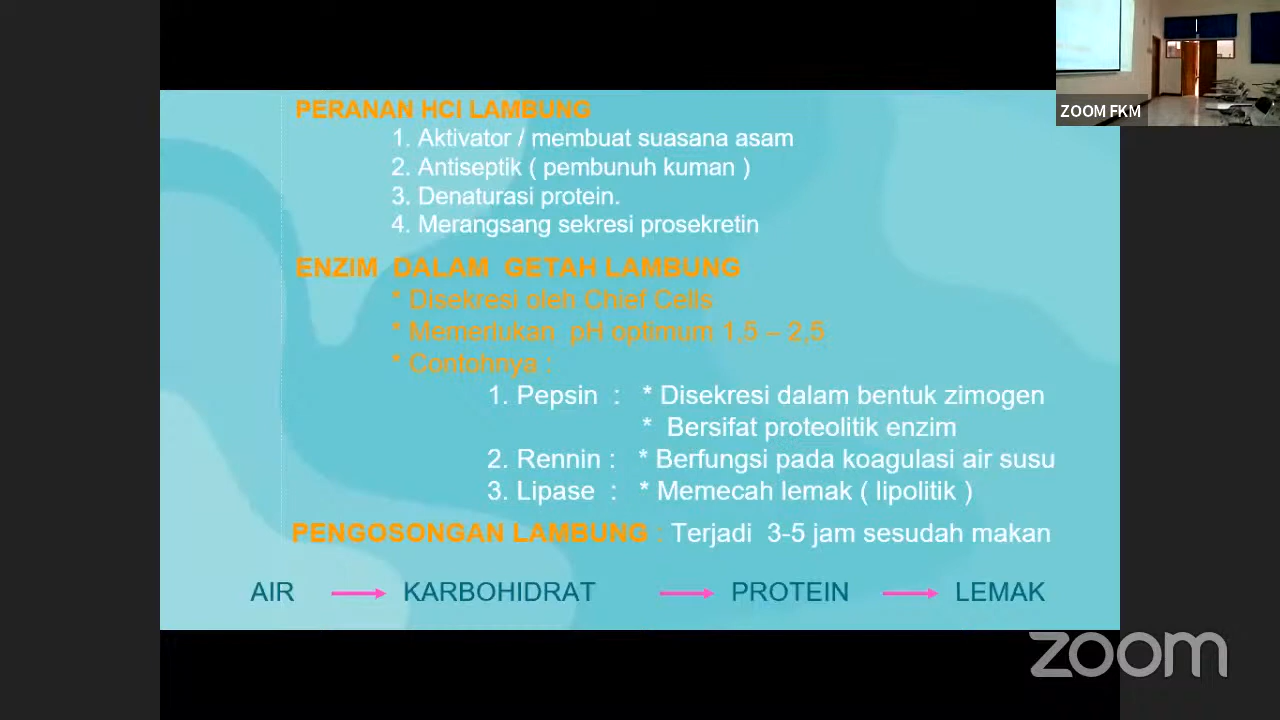 PERANAN HCl LAMBUNG
1. Aktivator / membuat suasana asam
2. Antiseptik ( pembunuh kuman )
3. Denaturasi protein.
4. Merangsang sekresi prosekretin
ENZIM DALAM GETAH LAMBUNG
* Disekresi oleh Chief Cells
* Memerlukan pH optimum 1,5 – 2,5
* Contohnya :
1. Pepsin : * Disekresi dalam bentuk zimogen
* Bersifat proteolitik enzim
2. Rennin : * Berfungsi pada koagulasi air susu
3. Lipase : * Memecah lemak ( lipolitik )
PENGOSONGAN LAMBUNG : Terjadi 3-5 jam sesudah makan
AIR → KARBOHIDRAT → PROTEIN → LEMAK
ZOOM FKM
zoom